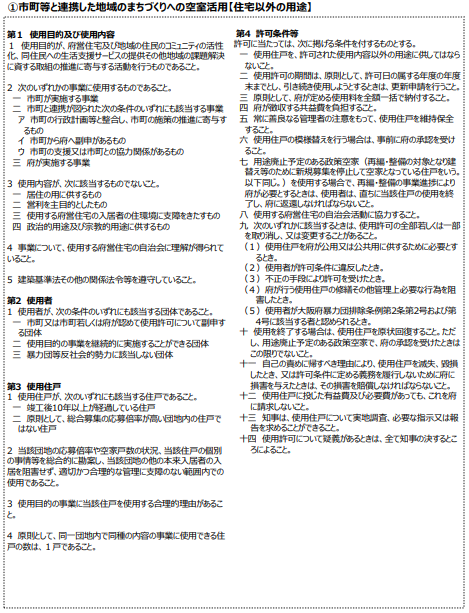 ①市町等と連携した地域のまちづくりへの空室活用【住宅以外の用途】
第１ 使用目的及び使用内容
１ 使用目的が、府営住宅及び地域の住民のコミュニティの活性
化、同住民への生活支援サービスの提供その他地域の課題解決
に資する取組の推進に寄与する活動を行うものであること。
２ 次のいずれかの事業に使用するものであること。
一 市町が実施する事業
二 市町と連携が図られた次の条件のいずれにも該当する事業
ア 市町の行政計画等と整合し、市町の施策の推進に寄与す
るもの
イ 市町から府へ副申があるもの
ウ 市町の支援又は市町との協力関係があるもの
三 府が実施する事業
３ 使用内容が、次に該当するものでないこと。
一 居住の用に供するもの
二 営利を主目的としたもの
三 使用する府営住宅の入居者の住環境に支障をきたすもの
四 政治的用途及び宗教的用途に供するもの
４ 事業について、使用する府営住宅の自治会に理解が得られて
いること。
５ 建築基準法その他の関係法令等を遵守していること。
第２ 使用者
１ 使用者が、次の条件のいずれにも該当する団体であること。
一 市町又は市町若しくは府が認めて使用許可について副申す
る団体
二 使用目的の事業を継続的に実施することができる団体
三 暴力団等反社会的勢力に該当しない団体
第３ 使用住戸
１ 使用住戸が、次のいずれにも該当する住戸であること。
一 竣工後10年以上が経過している住戸
二 原則として、総合募集の応募倍率が高い団地内の住戸で
はない住戸
２ 当該団地の応募倍率や空家戸数の状況、当該住戸の個別
の事情等を総合的に勘案し、当該団地の他の本来入居者の入
居を阻害せず、適切かつ合理的な管理に支障のない範囲内での
使用であること。
３ 使用目的の事業に当該住戸を使用する合理的理由があるこ
と。
４ 原則として、同一団地内で同種の内容の事業に使用できる住
戸の数は、１戸であること。
第４ 許可条件等
許可に当たっては、次に掲げる条件を付するものとする。
一 使用住戸を、許可された使用内容以外の用途に供してはなら
ないこと。
二 使用許可の期間は、原則として、許可日の属する年度の年度
末までとし、引き続き使用しようとするときは、更新申請を行うこと。
三 原則として、府が定める使用料を全額一括で納付すること。
四 府が徴収する共益費を負担すること。
五 常に善良なる管理者の注意をもって、使用住戸を維持保全
すること。
六 使用住戸の模様替えを行う場合は、事前に府の承認を受け
ること。
七 用途廃止予定のある政策空家（再編・整備の対象となり建
替え等のために新規募集を停止して空家となっている住戸をいう。
以下同じ。）を使用する場合で、再編・整備の事業進捗により
府が必要とするときは、使用者は、直ちに当該住戸の使用を終
了し、府に返還しなければならないこと。
八 使用する府営住宅の自治会活動に協力すること。
九 次のいずれかに該当するときは、使用許可の全部若しくは一部
を取り消し、又は変更することがあること。
（１）使用住戸を府が公用又は公共用に供するために必要とす
るとき。
（２）使用者が許可条件に違反したとき。
（３）不正の手段により許可を受けたとき。
（４）府が行う使用住戸の修繕その他管理上必要な行為を阻
害したとき。
（５）使用者が大阪府暴力団排除条例第2条第2号および第
4号に該当すると認められるとき。
十 使用を終了する場合は、使用住戸を原状回復すること。ただ
し、用途廃止予定のある政策空家で、府の承認を受けたときは
この限りでないこと。
十一 自己の責めに帰すべき理由により、使用住戸を滅失、毀損
したとき、又は許可条件に定める義務を履行しないために府に
損害を与えたときは、その損害を賠償しなければならないこと。
十二 使用住戸に投じた有益費及び必要費があっても、これを府
に請求しないこと。
十三 知事は、使用住戸について実地調査、必要な指示又は報
告を求めることができること。
十四 使用許可について疑義があるときは、全て知事の決するとこ
ろによること。